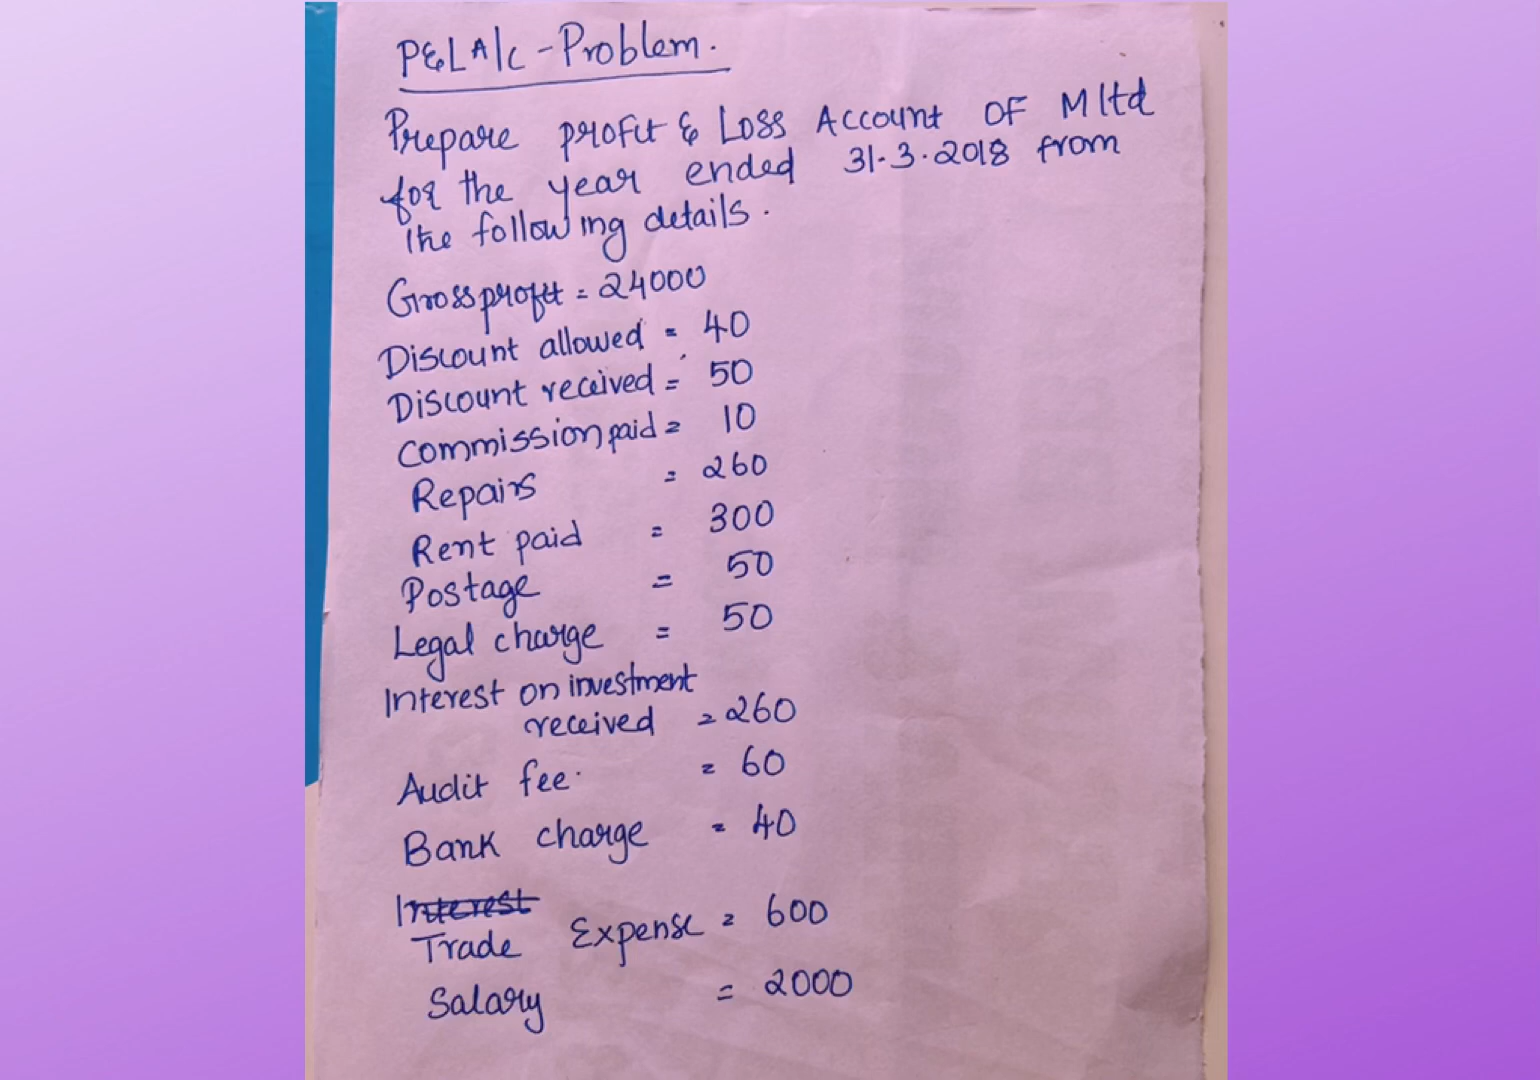 P&L A/c - Problem.
Prepare profit & Loss Account OF M ltd
for the year ended 31.3.2018 from
the following details.
Gross profit = 24000
Discount allowed = 40
Discount received = 50
Commission paid = 10
Repairs = 260
Rent paid = 300
Postage = 50
Legal charge = 50
Interest on investment
received = 260
Audit fee. = 60
Bank charge = 40
Interest
Trade Expense = 600
Salary = 2000